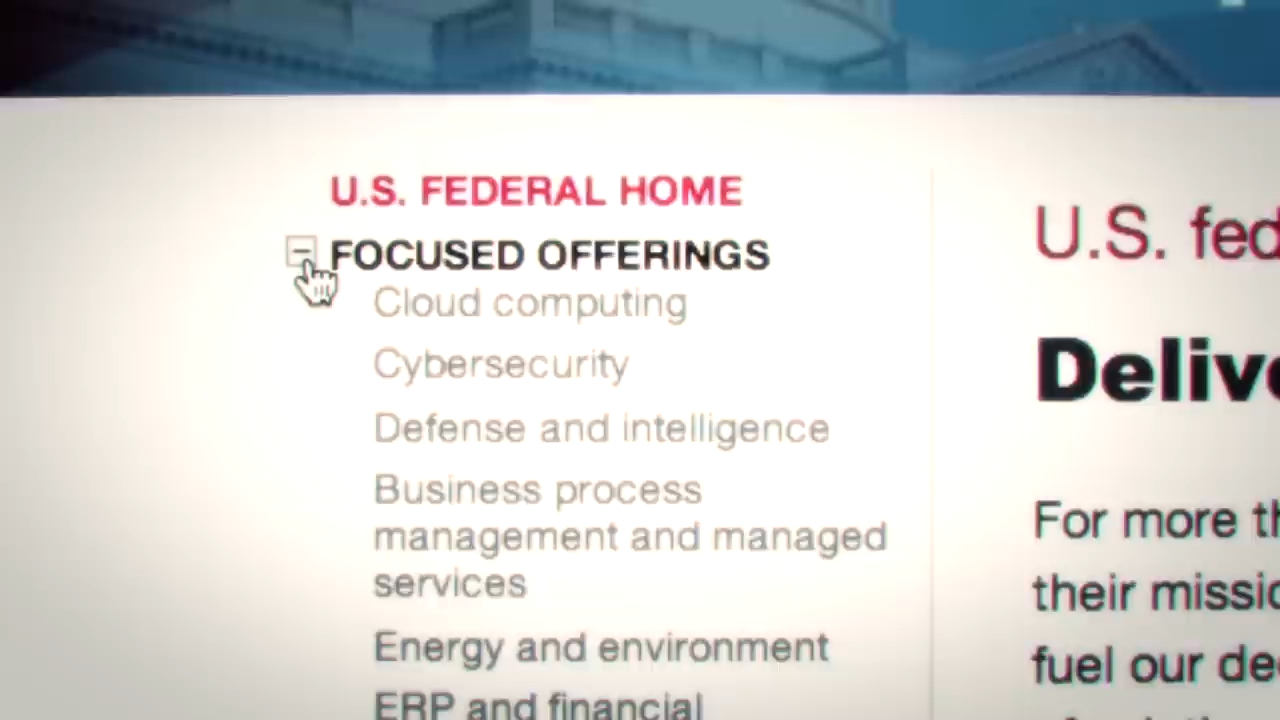 U.S. FEDERAL HOME
FOCUSED OFFERINGS
Cloud computing
Cybersecurity
Defense and intelligence
Business process
management and managed
services
Energy and environment
ERP and financial
U.S. fed
Delive
For more th
their missio
fuel our de